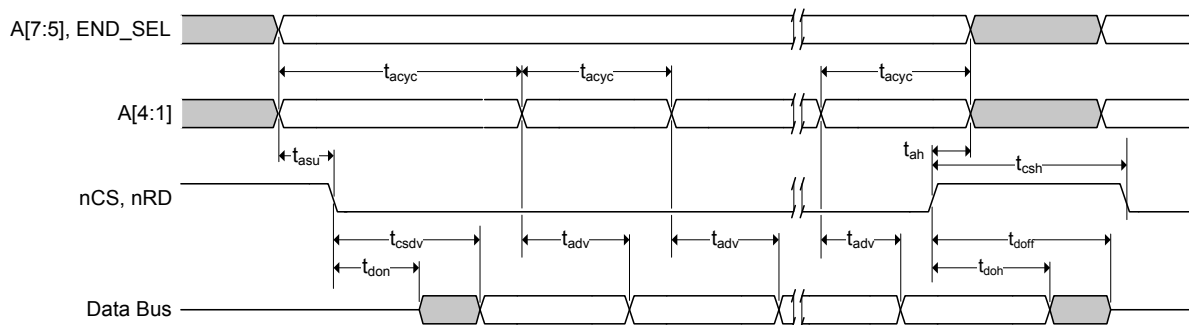 A[7:5], END_SEL
tacyc tacyc tacyc
A[4:1]
tasu tah tcsh
nCS, nRD
tcsdv tadv tadv tadv tdoff
tdon tdoh
Data Bus